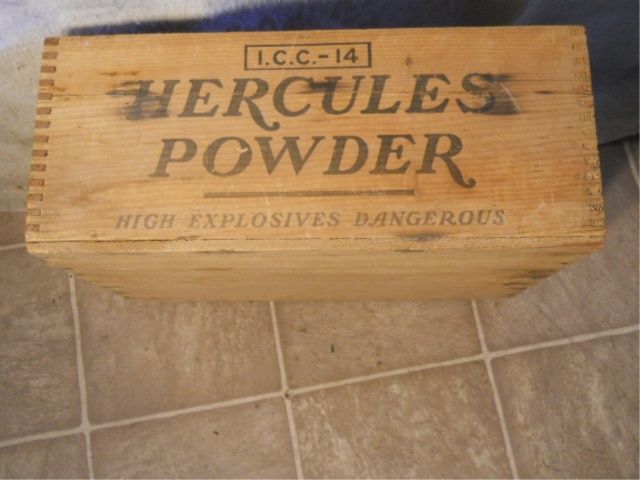 I.C.C.-14
HERCULES
POWDER
HIGH EXPLOSIVES DANGEROUS